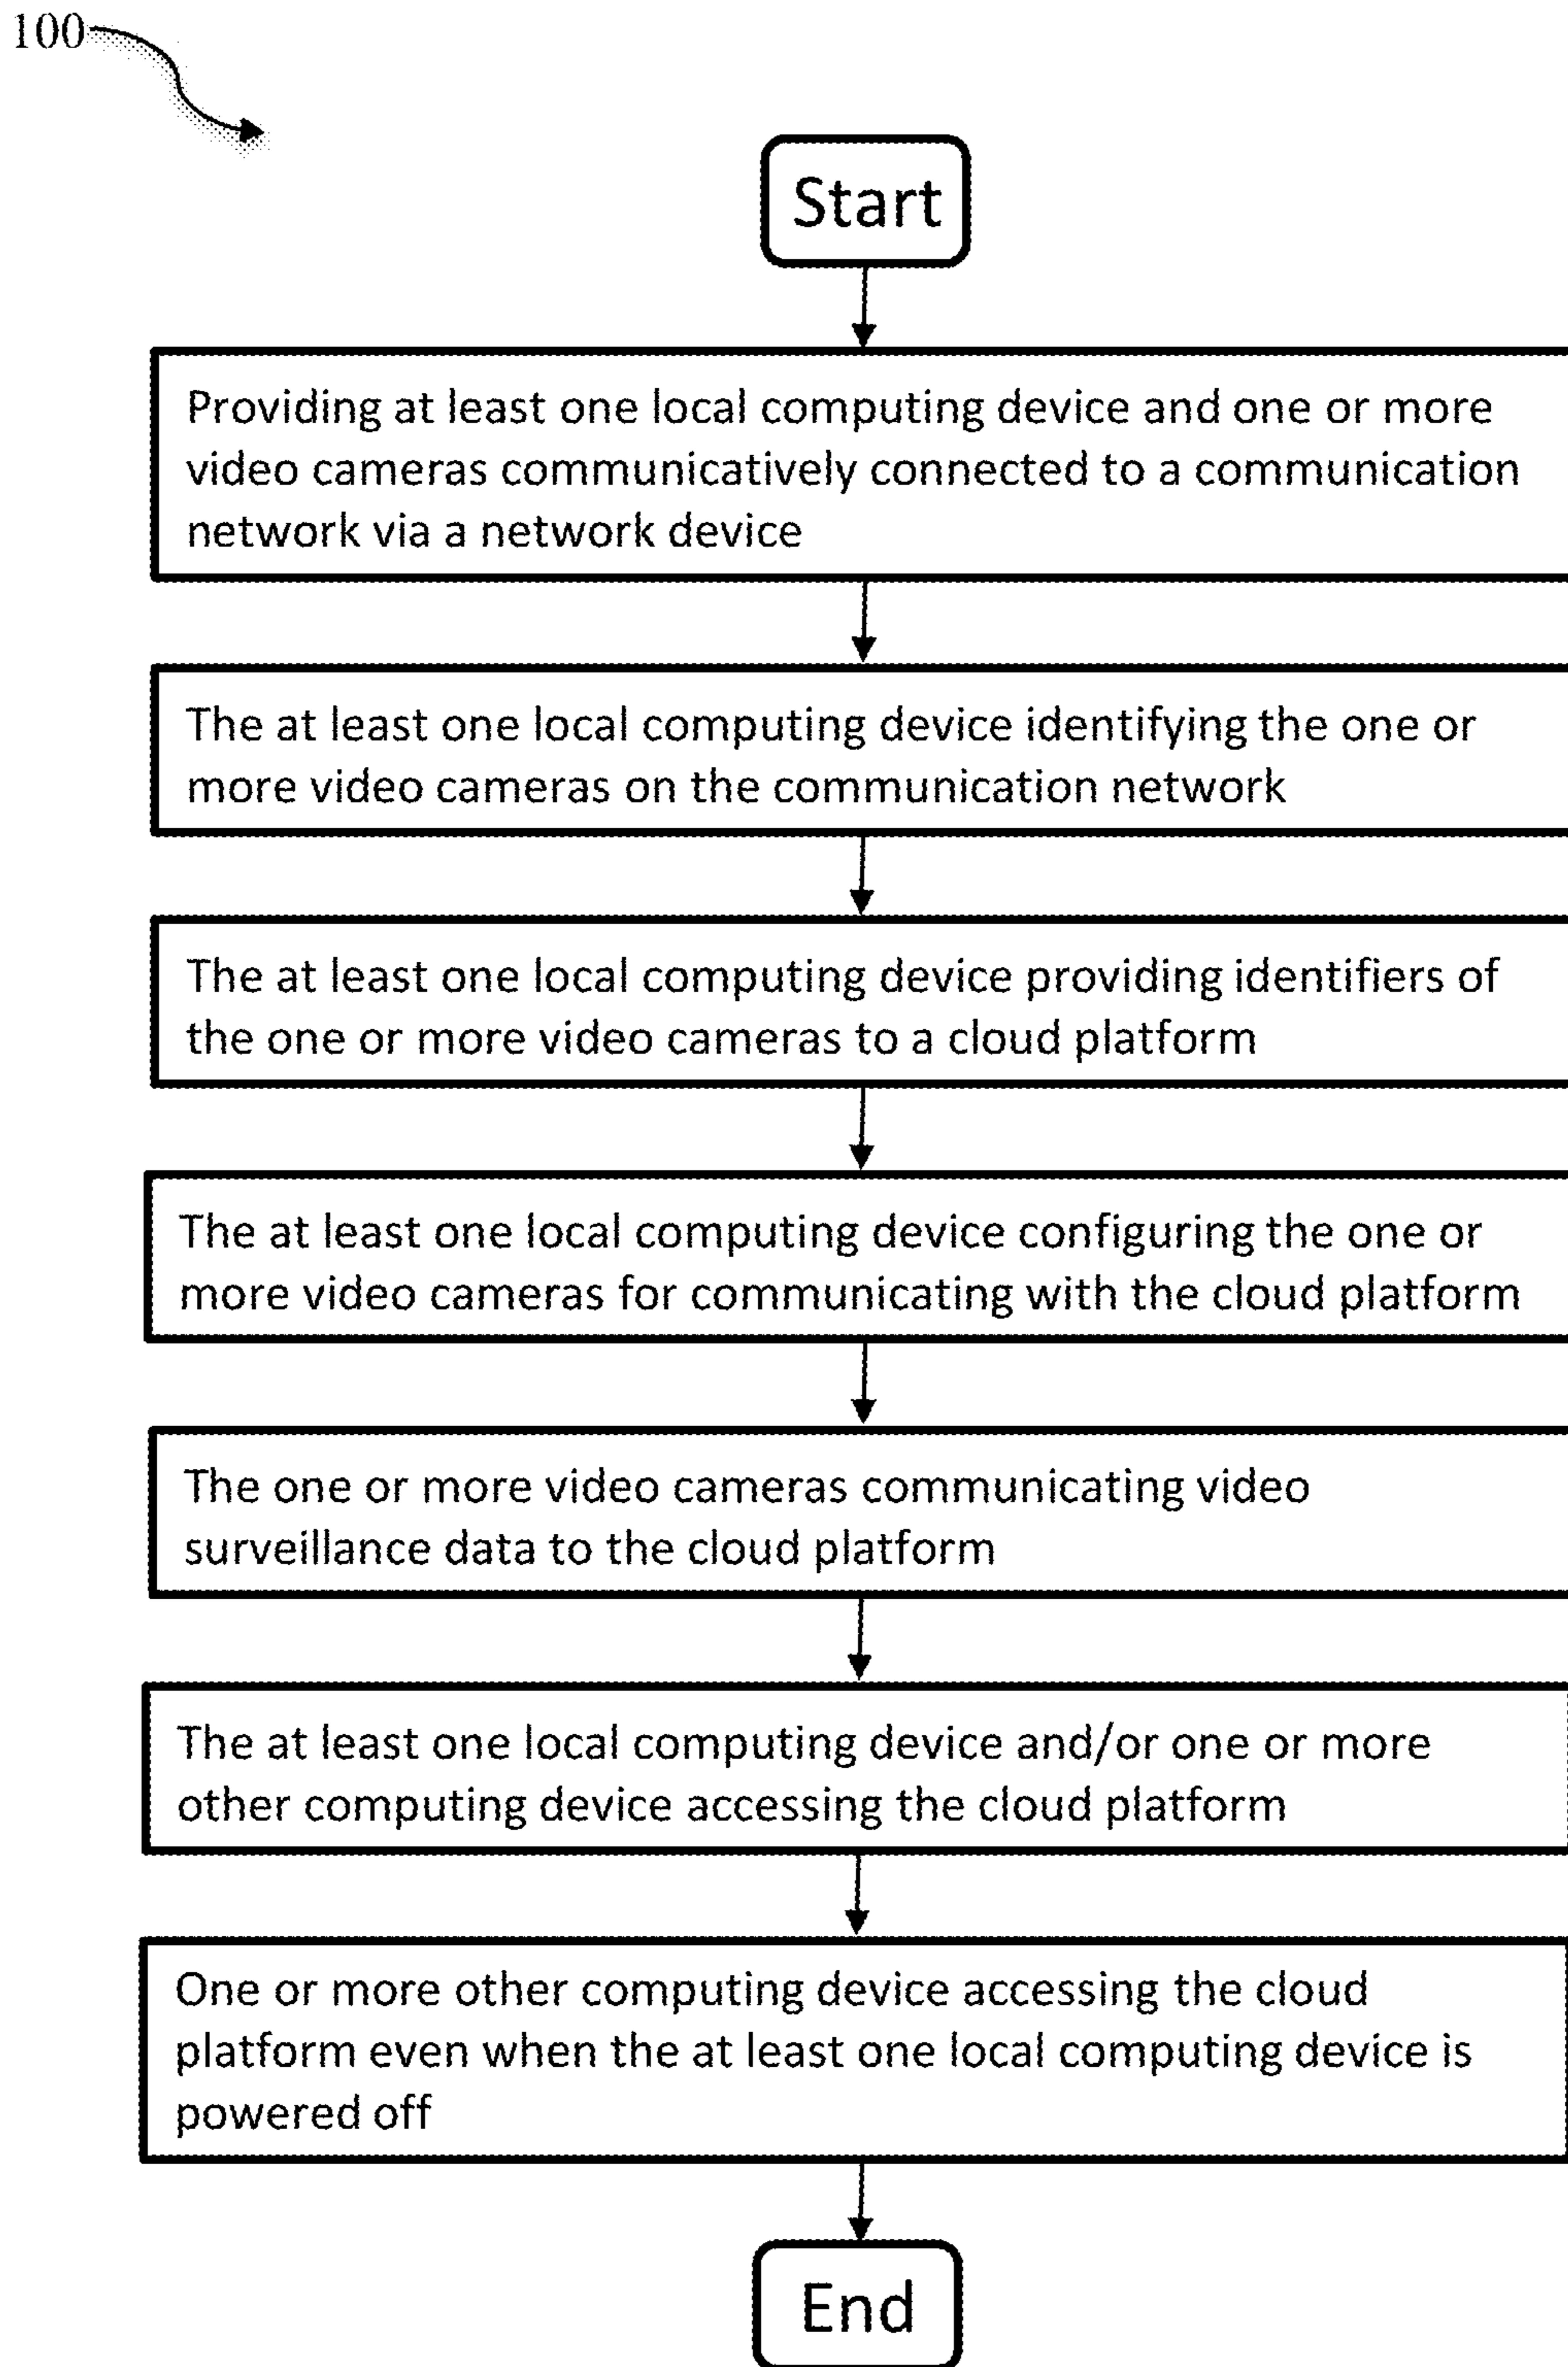 100
Start
Providing at least one local computing device and one or more
video cameras communicatively connected to a communication
network via a network device
The at least one local computing device identifying the one or
more video cameras on the communication network
The at least one local computing device providing identifiers of
the one or more video cameras to a cloud platform
The at least one local computing device configuring the one or
more video cameras for communicating with the cloud platform
The one or more video cameras communicating video
surveillance data to the cloud platform
The at least one local computing device and/or one or more
other computing device accessing the cloud platform
One or more other computing device accessing the cloud
platform even when the at least one local computing device is
powered off
End